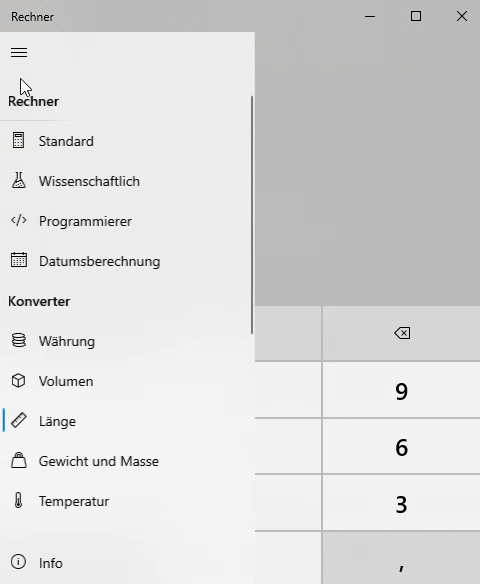 Rechner
Rechner
Standard
Wissenschaftlich
Programmierer
Datumsberechnung
Konverter
Währung
Volumen
9
Länge
6
Gewicht und Masse
Temperatur
3
Info
,